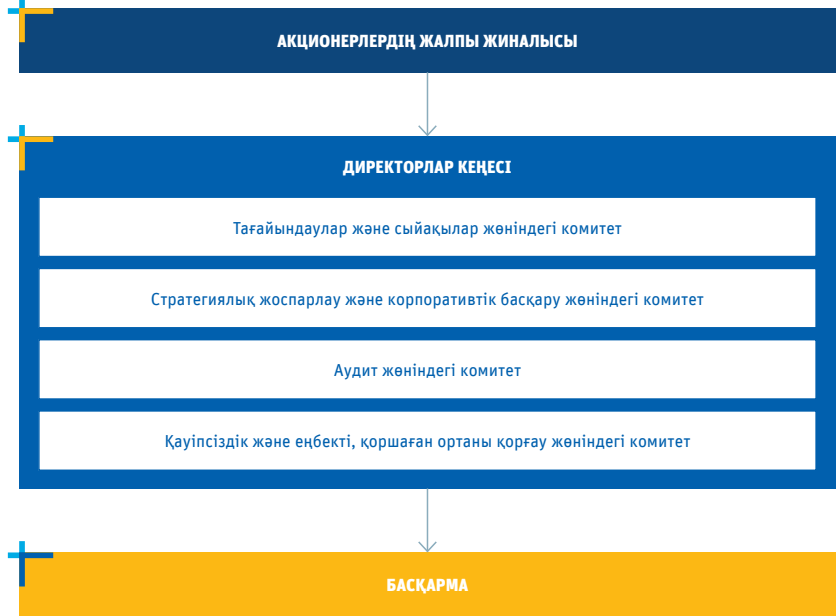 АКЦИОНЕРЛЕРДІҢ ЖАЛПЫ ЖИНАЛЫСЫ
ДИРЕКТОРЛАР КЕҢЕСІ
Тағайындаулар және сыйақылар жөніндегі комитет
Стратегиялық жоспарлау және корпоративтік басқару жөніндегі комитет
Аудит жөніндегі комитет
Қауіпсіздік және еңбекті, қоршаған ортаны қорғау жөніндегі комитет
БАСҚАРМА